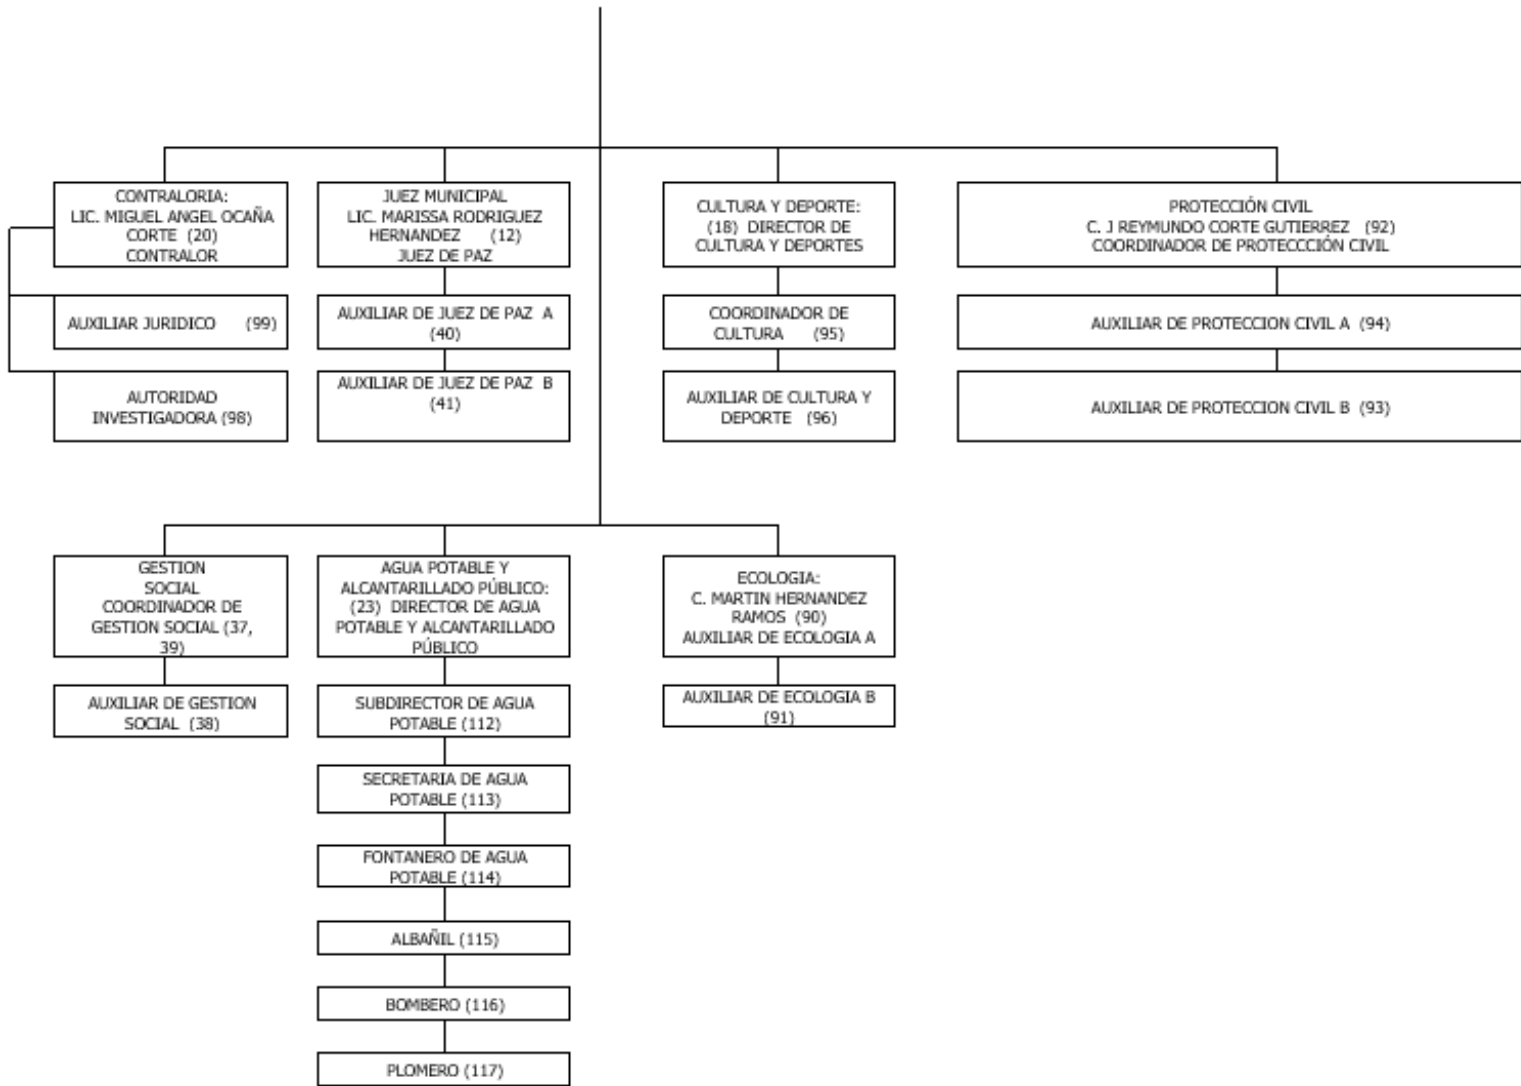 CONTRALORIA:
LIC. MIGUEL ANGEL OCAÑA
CORTE (20)
CONTRALOR
JUEZ MUNICIPAL
LIC. MARISSA RODRIGUEZ
HERNANDEZ (12)
JUEZ DE PAZ
CULTURA Y DEPORTE:
(18) DIRECTOR DE
CULTURA Y DEPORTES
PROTECCIÓN CIVIL
C. J REYMUNDO CORTE GUTIERREZ (92)
COORDINADOR DE PROTECCCIÓN CIVIL
AUXILIAR JURIDICO (99)
AUXILIAR DE JUEZ DE PAZ A
(40)
COORDINADOR DE
CULTURA (95)
AUXILIAR DE PROTECCION CIVIL A (94)
AUTORIDAD
INVESTIGADORA (98)
AUXILIAR DE JUEZ DE PAZ B
(41)
AUXILIAR DE CULTURA Y
DEPORTE (96)
AUXILIAR DE PROTECCION CIVIL B (93)
GESTION
SOCIAL
COORDINADOR DE
GESTION SOCIAL (37,
39)
AGUA POTABLE Y
ALCANTARILLADO PÚBLICO:
(23) DIRECTOR DE AGUA
POTABLE Y ALCANTARILLADO
PÚBLICO
ECOLOGIA:
C. MARTIN HERNANDEZ
RAMOS (90)
AUXILIAR DE ECOLOGIA A
AUXILIAR DE GESTION
SOCIAL (38)
SUBDIRECTOR DE AGUA
POTABLE (112)
AUXILIAR DE ECOLOGIA B
(91)
SECRETARIA DE AGUA
POTABLE (113)
FONTANERO DE AGUA
POTABLE (114)
ALBAÑIL (115)
BOMBERO (116)
PLOMERO (117)